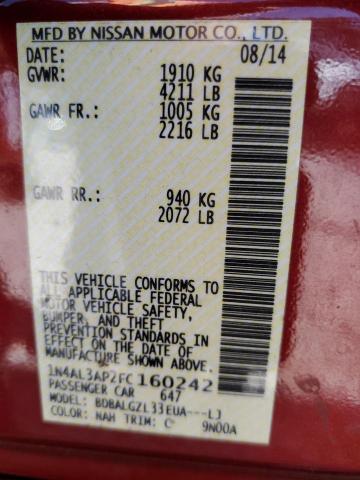 MFD BY NISSAN MOTOR CO., LTD.
DATE: 08/14
GVWR: 1910 KG
4211 LB
GAWR FR.: 1005 KG
2216 LB
GAWR RR.: 940 KG
2072 LB
THIS VEHICLE CONFORMS TO
ALL APPLICABLE FEDERAL
MOTOR VEHICLE SAFETY,
BUMPER, AND THEFT
PREVENTION STANDARDS IN
EFFECT ON THE DATE OF
MANUFACTURE SHOWN ABOVE.
1N4AL3AP2FC160242
PASSENGER CAR 647
MODEL: BDBALGZL33EUA---LJ
COLOR: NAH TRIM: C 9N00A